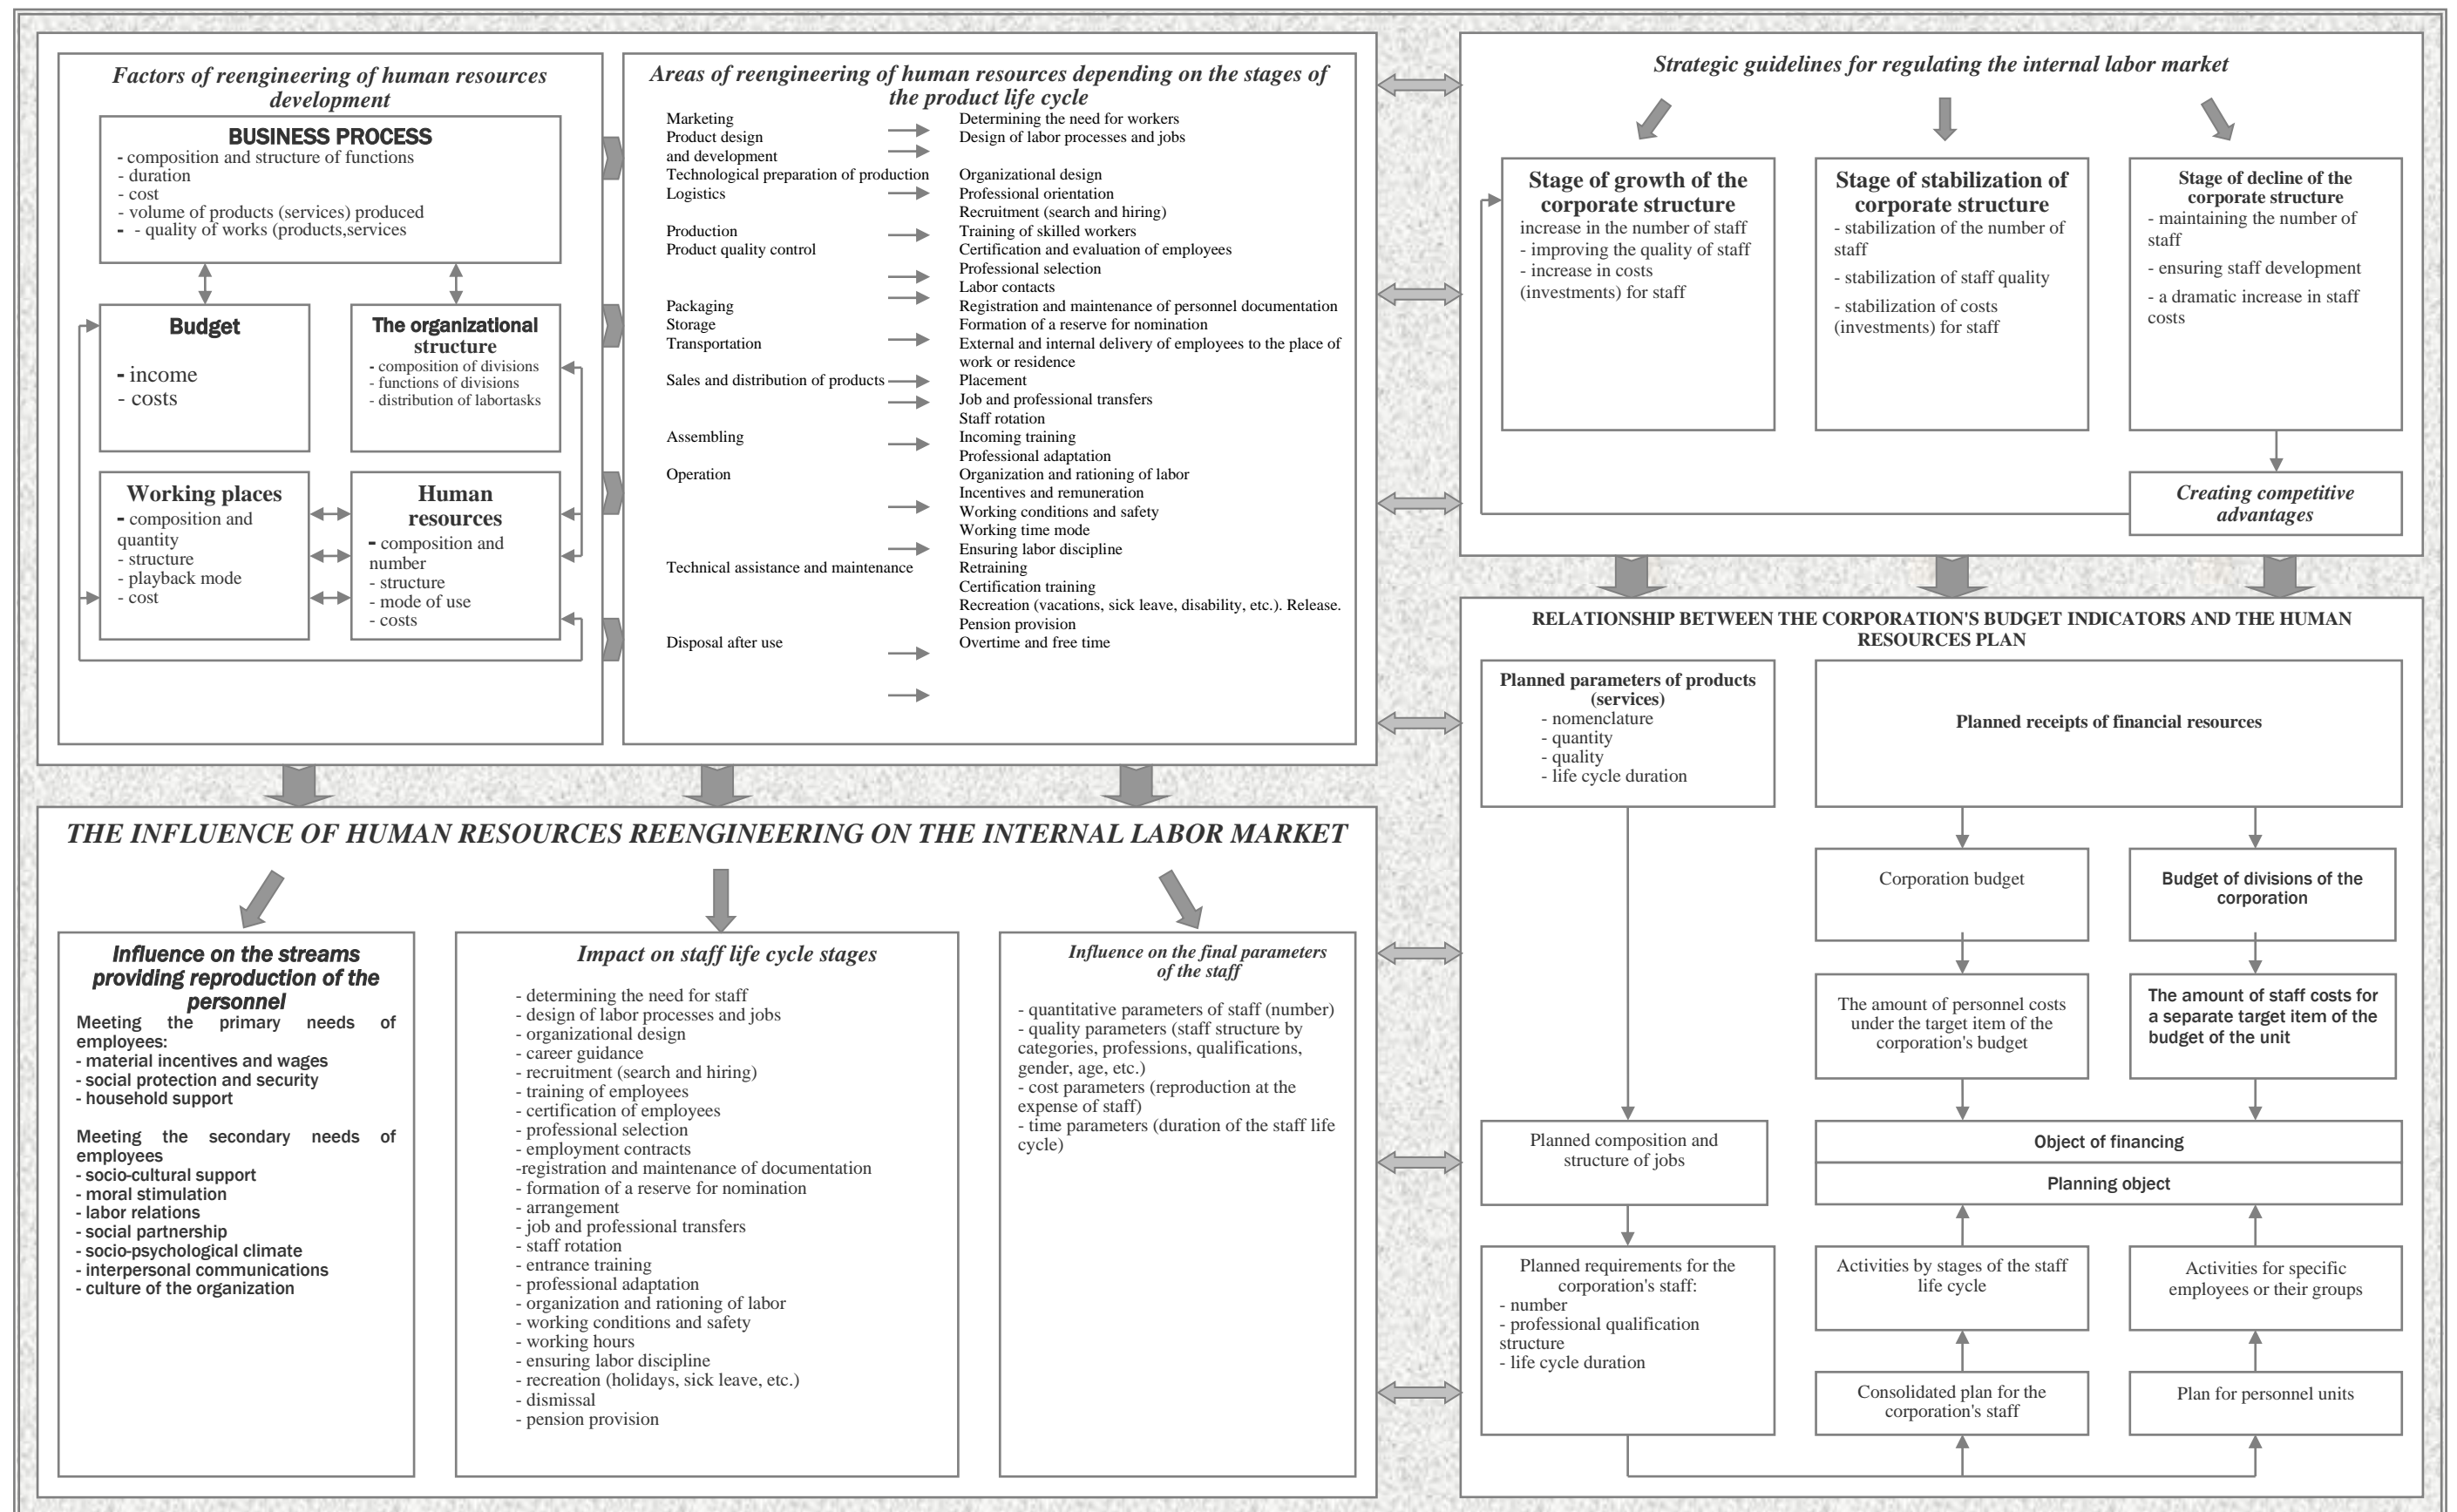 Factors of reengineering of human resources
development
BUSINESS PROCESS
- composition and structure of functions
- duration
- cost
- volume of products (services) produced
- - quality of works (products,services
Budget
- income
- costs
The organizational
structure
- composition of divisions
- functions of divisions
- distribution of labortasks
Working places
- composition and
quantity
- structure
- playback mode
- cost
Human
resources
- composition and
number
- structure
- mode of use
- costs
Areas of reengineering of human resources depending on the stages of
the product life cycle
Marketing
Product design
and development
Technological preparation of production
Logistics
Production
Product quality control
Packaging
Storage
Transportation
Sales and distribution of products
Assembling
Operation
Technical assistance and maintenance
Disposal after use
Determining the need for workers
Design of labor processes and jobs
Organizational design
Professional orientation
Recruitment (search and hiring)
Training of skilled workers
Certification and evaluation of employees
Professional selection
Labor contacts
Registration and maintenance of personnel documentation
Formation of a reserve for nomination
External and internal delivery of employees to the place of
work or residence
Placement
Job and professional transfers
Staff rotation
Incoming training
Professional adaptation
Organization and rationing of labor
Incentives and remuneration
Working conditions and safety
Working time mode
Ensuring labor discipline
Retraining
Certification training
Recreation (vacations, sick leave, disability, etc.). Release.
Pension provision
Overtime and free time
Strategic guidelines for regulating the internal labor market
Stage of growth of the
corporate structure
increase in the number of staff
- improving the quality of staff
- increase in costs
(investments) for staff
Stage of stabilization of
corporate structure
- stabilization of the number of
staff
- stabilization of staff quality
- stabilization of costs
(investments) for staff
Stage of decline of the
corporate structure
- maintaining the number of
staff
- ensuring staff development
- a dramatic increase in staff
costs
Creating competitive
advantages
THE INFLUENCE OF HUMAN RESOURCES REENGINEERING ON THE INTERNAL LABOR MARKET
Influence on the streams
providing reproduction of the
personnel
Meeting the primary needs of
employees:
- material incentives and wages
- social protection and security
- household support
Meeting the secondary needs of
employees
- socio-cultural support
- moral stimulation
- labor relations
- social partnership
- socio-psychological climate
- interpersonal communications
- culture of the organization
Impact on staff life cycle stages
- determining the need for staff
- design of labor processes and jobs
- organizational design
- career guidance
- recruitment (search and hiring)
- training of employees
- certification of employees
- professional selection
- employment contracts
-registration and maintenance of documentation
- formation of a reserve for nomination
- arrangement
- job and professional transfers
- staff rotation
- entrance training
- professional adaptation
- organization and rationing of labor
- working conditions and safety
- working hours
- ensuring labor discipline
- recreation (holidays, sick leave, etc.)
- dismissal
- pension provision
Influence on the final parameters
of the staff
- quantitative parameters of staff (number)
- quality parameters (staff structure by
categories, professions, qualifications,
gender, age, etc.)
- cost parameters (reproduction at the
expense of staff)
- time parameters (duration of the staff life
cycle)
RELATIONSHIP BETWEEN THE CORPORATION'S BUDGET INDICATORS AND THE HUMAN
RESOURCES PLAN
Planned parameters of products
(services)
- nomenclature
- quantity
- quality
- life cycle duration
Planned receipts of financial resources
Corporation budget
Budget of divisions of the
corporation
The amount of personnel costs
under the target item of the
corporation's budget
The amount of staff costs for
a separate target item of the
budget of the unit
Planned composition and
structure of jobs
Object of financing
Planning object
Planned requirements for the
corporation's staff:
- number
- professional qualification
structure
- life cycle duration
Activities by stages of the staff
life cycle
Activities for specific
employees or their groups
Consolidated plan for the
corporation's staff
Plan for personnel units